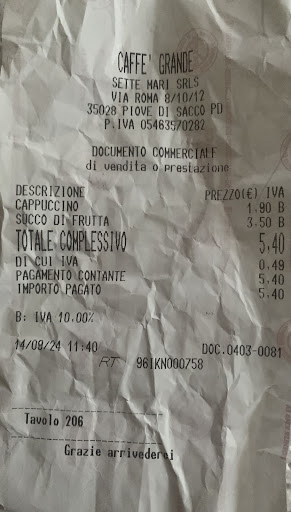 CAFFE' GRANDE
SETTE MARI SRLS
VIA ROMA 8/10/12
35028 PIOVE DI SACCO PD
P.IVA 05463570282
DOCUMENTO COMMERCIALE
di vendita o prestazione
DESCRIZIONE PREZZO(€) IVA
CAPPUCCINO 1.90 B
SUCCO DI FRUTTA 3.50 B
TOTALE COMPLESSIVO 5,40
DI CUI IVA 0.49
PAGAMENTO CONTANTE 5.40
IMPORTO PAGATO 5.40
B: IVA 10.00%
14/09/24 11:40 DOC.0403-0081
RT 96IKN000758
Tavolo 206
Grazie arrivederci